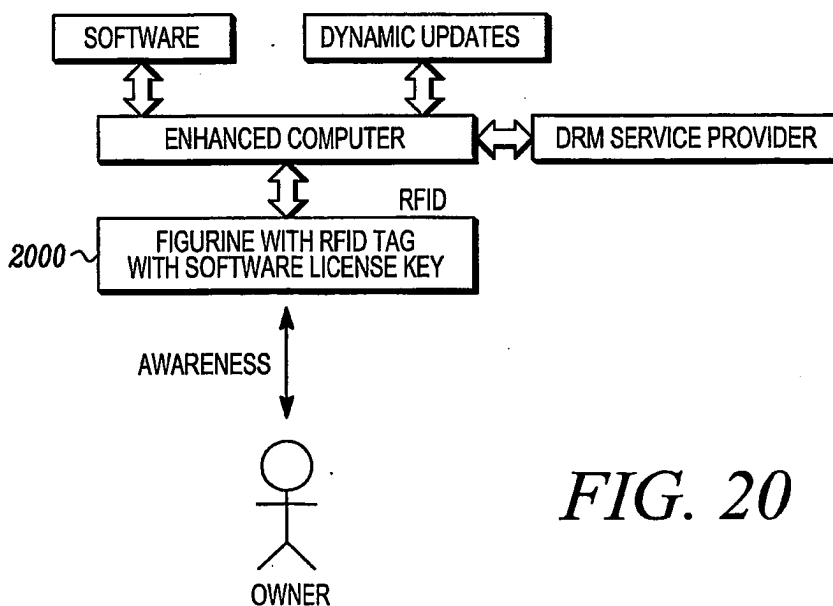 SOFTWARE
DYNAMIC UPDATES
ENHANCED COMPUTER
DRM SERVICE PROVIDER
RFID
2000
FIGURINE WITH RFID TAG
WITH SOFTWARE LICENSE KEY
AWARENESS
OWNER
FIG. 20